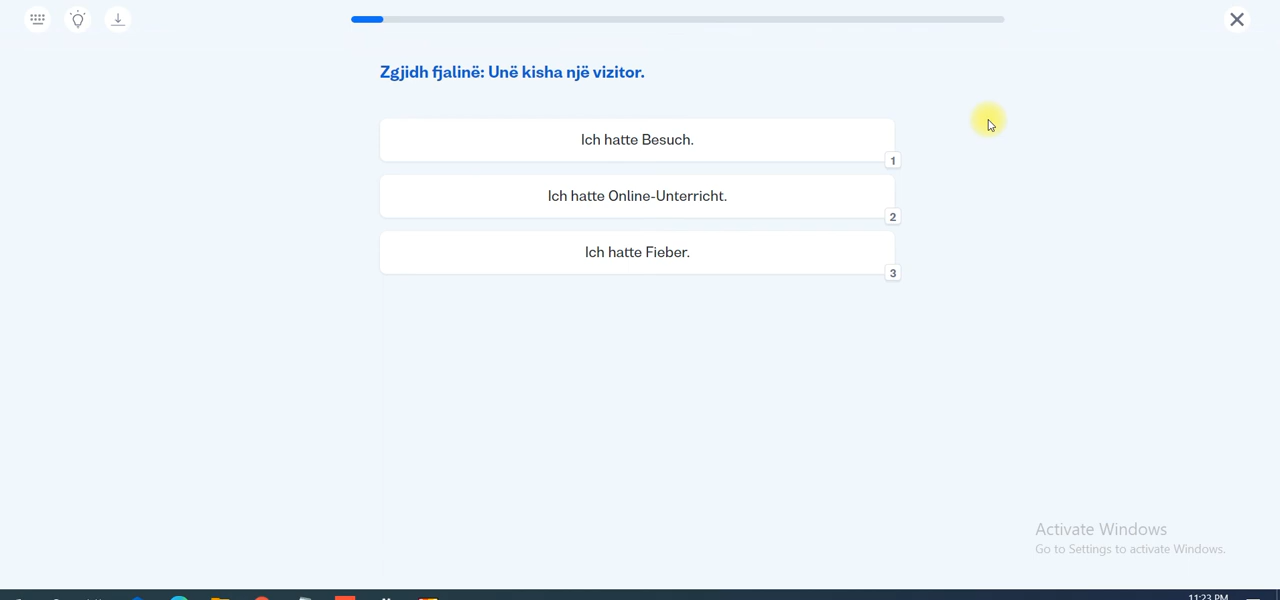 Zgjidh fjalinë: Unë kisha një vizitor.
Ich hatte Besuch.
1
Ich hatte Online-Unterricht.
2
Ich hatte Fieber.
3
Activate Windows
Go to Settings to activate Windows.
11:23 PM